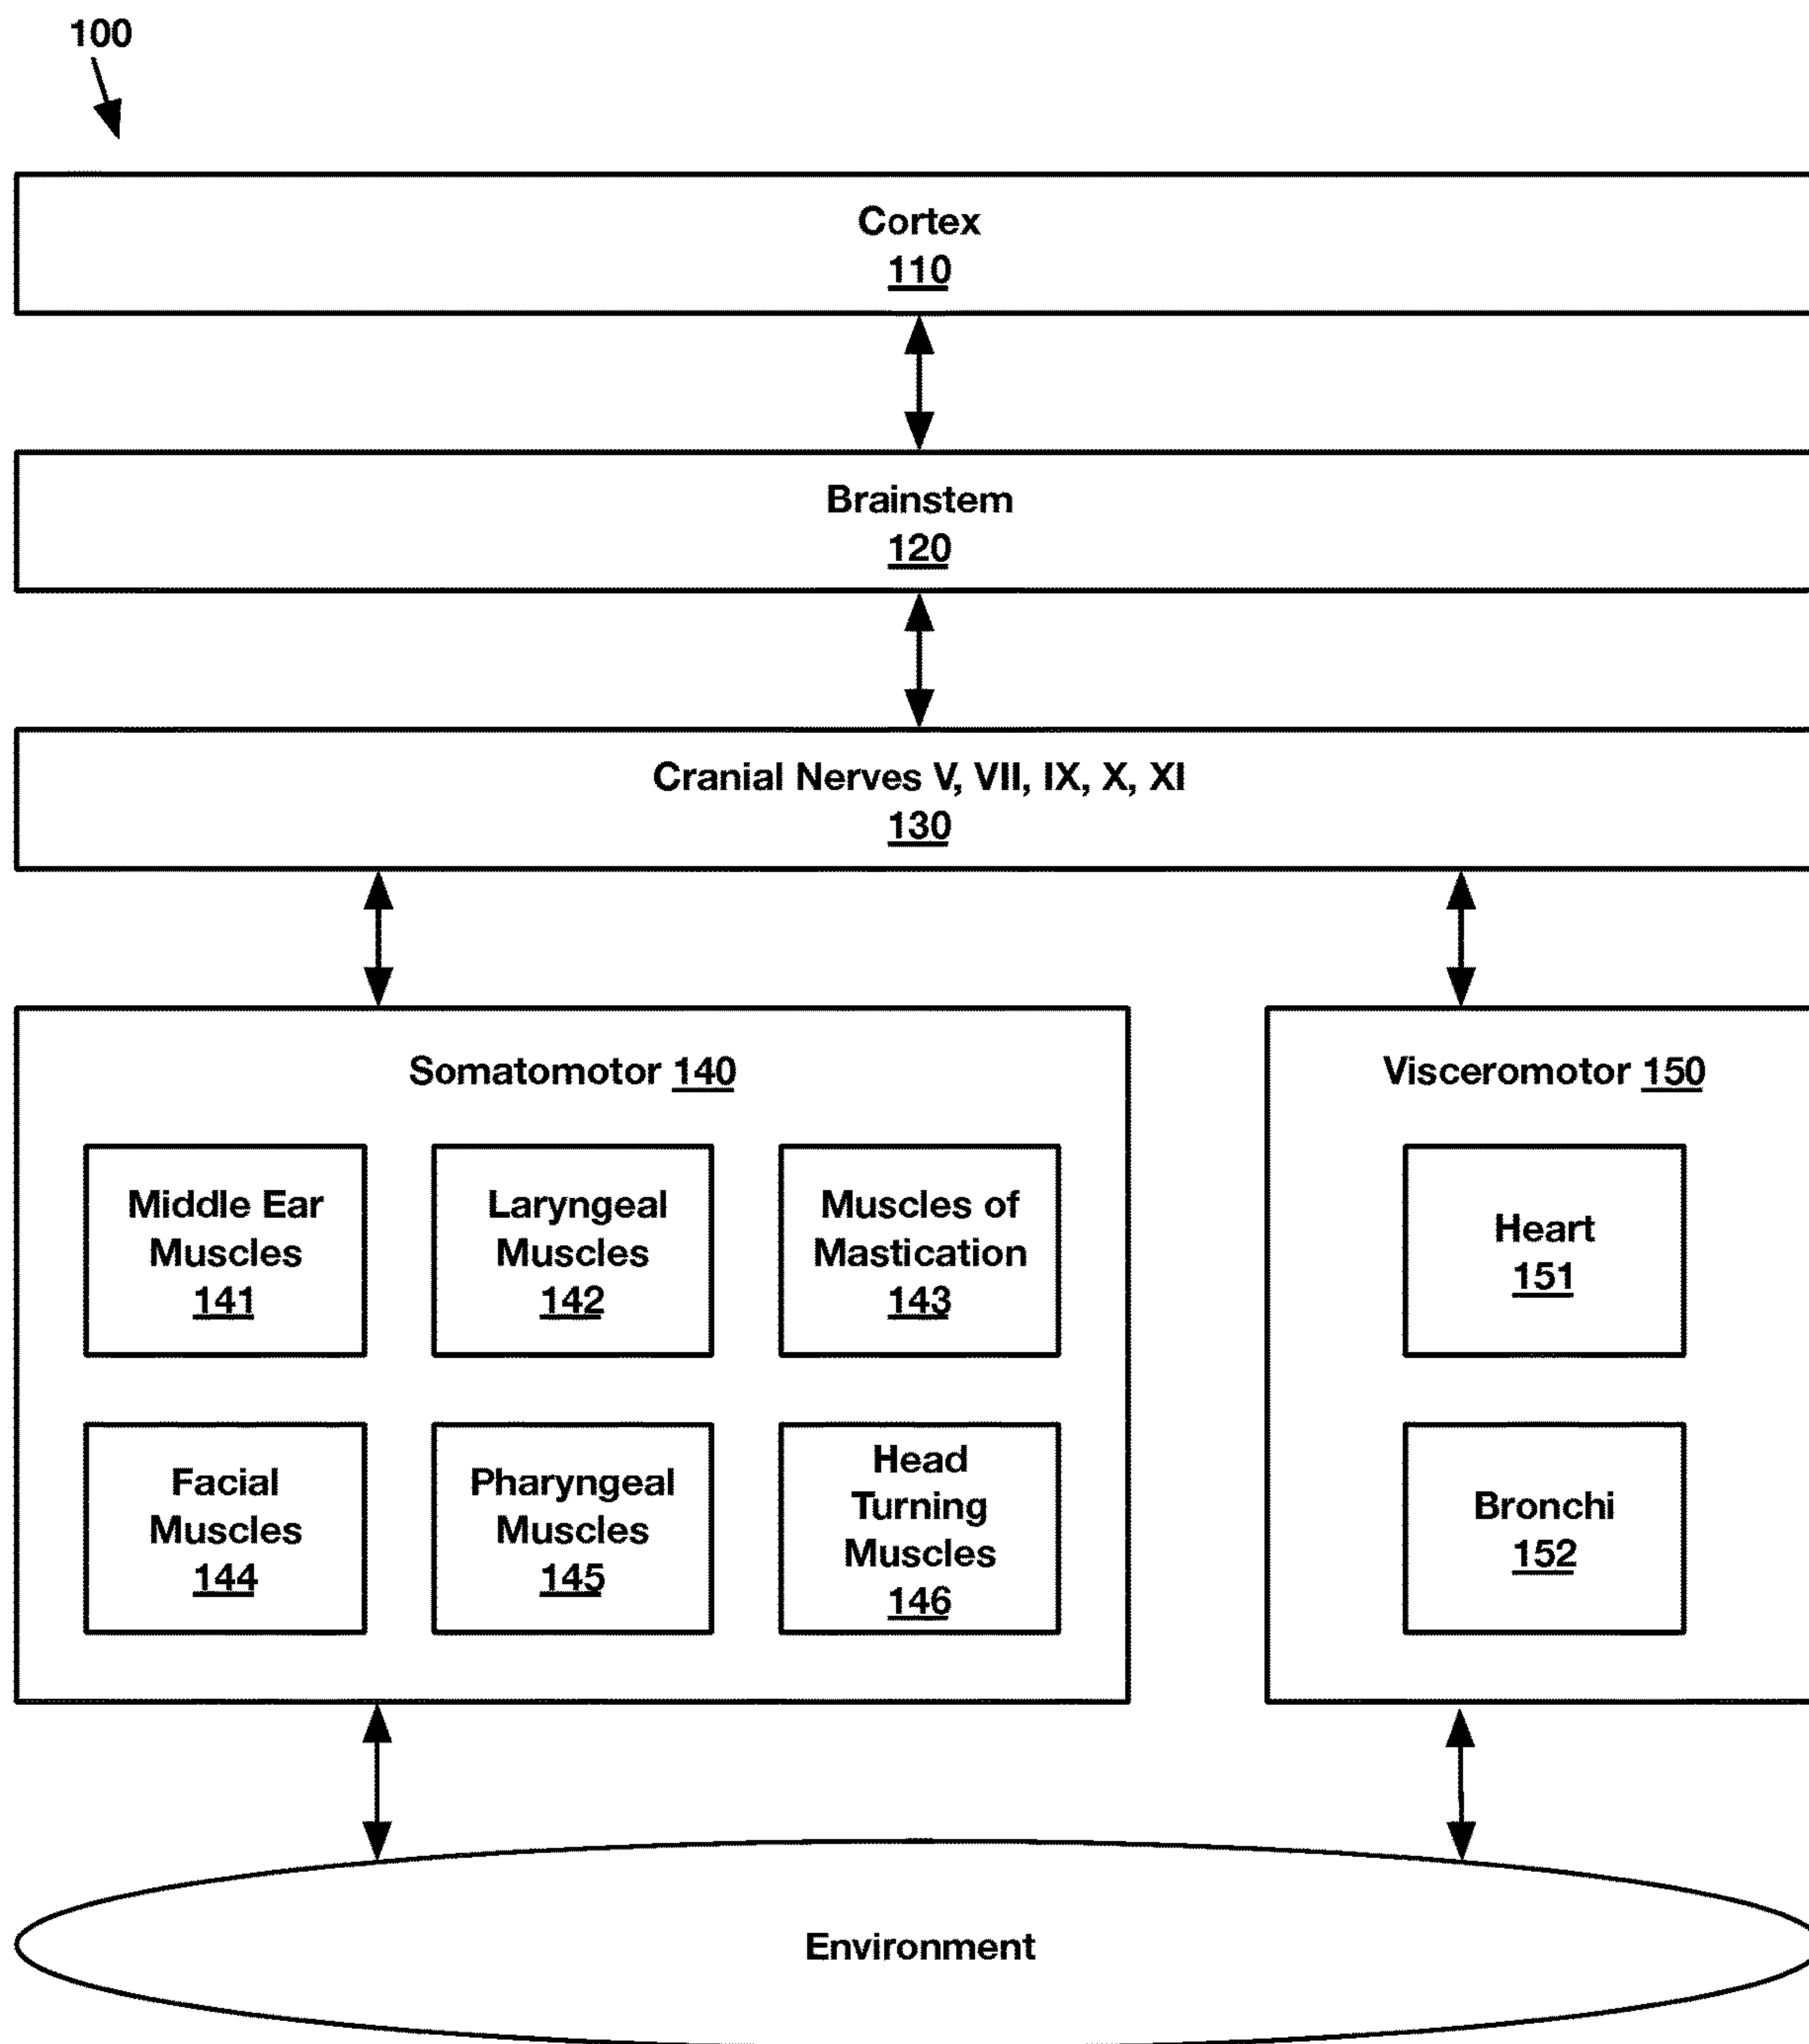 100
Cortex
110
Brainstem
120
Cranial Nerves V, VII, IX, X, XI
130
Somatomotor 140
Middle Ear
Muscles
141
Laryngeal
Muscles
142
Muscles of
Mastication
143
Facial
Muscles
144
Pharyngeal
Muscles
145
Head
Turning
Muscles
146
Visceromotor 150
Heart
151
Bronchi
152
Environment